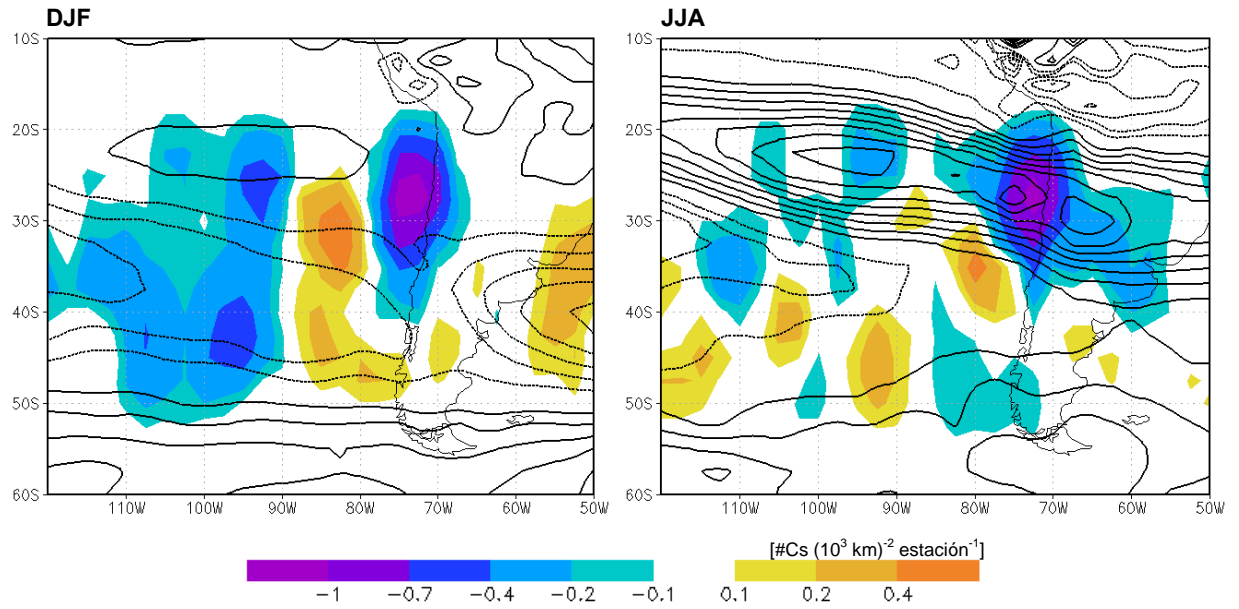 DJF JJA
10S 10S
20S 20S
30S 30S
40S 40S
50S 50S
60S 60S
110W 100W 90W 80W 70W 60W 50W 110W 100W 90W 80W 70W 60W 50W
[#Cs (10³ km)⁻² estación⁻¹]
−1 −0.7 −0.4 −0.2 −0.1 0.1 0.2 0.4